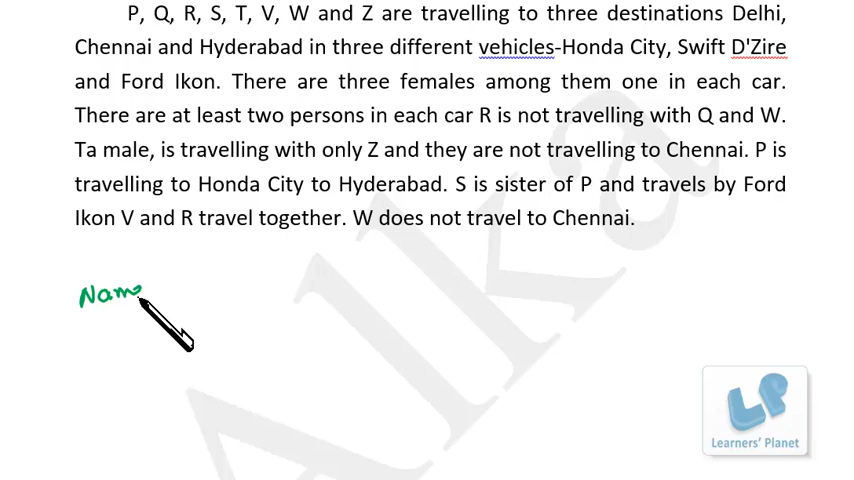 P, Q, R, S, T, V, W and Z are travelling to three destinations Delhi,
Chennai and Hyderabad in three different vehicles-Honda City, Swift D'Zire
and Ford Ikon. There are three females among them one in each car.
There are at least two persons in each car R is not travelling with Q and W.
Ta male, is travelling with only Z and they are not travelling to Chennai. P is
travelling to Honda City to Hyderabad. S is sister of P and travels by Ford
Ikon V and R travel together. W does not travel to Chennai.
Name
Alka
LP
Learners' Planet